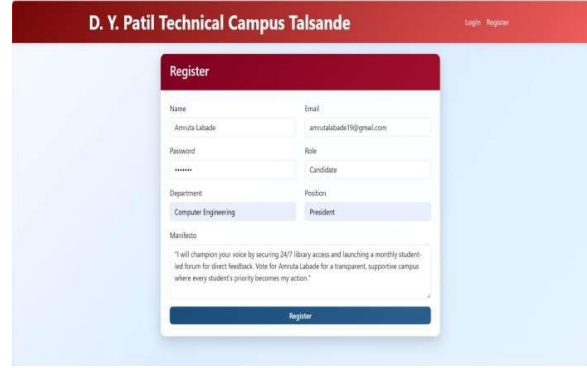 D. Y. Patil Technical Campus Talsande
Login Register
Register
Name Email
Amruta Labade amrutalabade19@gmail.com
Password Role
••••••• Candidate
Department Position
Computer Engineering President
Manifesto
"I will champion your voice by securing 24/7 library access and launching a monthly student-
led forum for direct feedback. Vote for Amruta Labade for a transparent, supportive campus
where every student's priority becomes my action."
Register